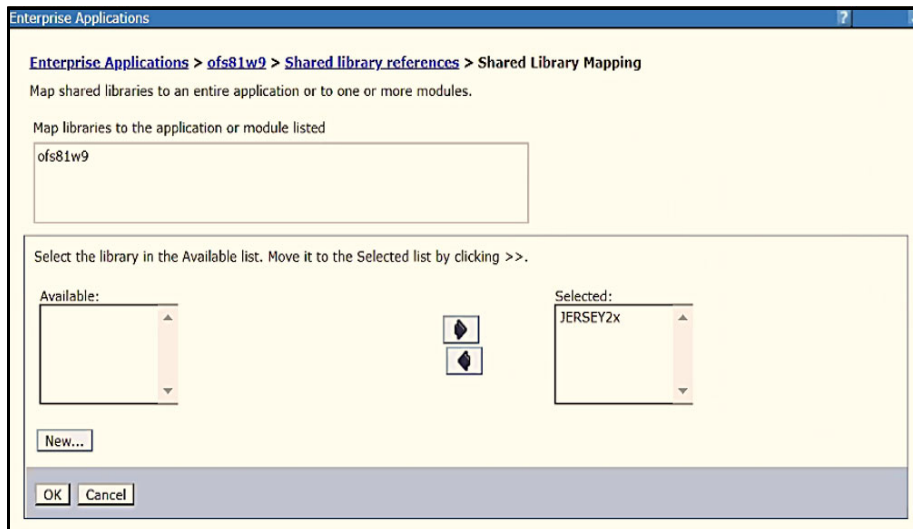 Enterprise Applications ?
Enterprise Applications > ofs81w9 > Shared library references > Shared Library Mapping
Map shared libraries to an entire application or to one or more modules.
Map libraries to the application or module listed
ofs81w9
Select the library in the Available list. Move it to the Selected list by clicking >>.
Available:
Selected:
JERSEY2x
New...
OK Cancel